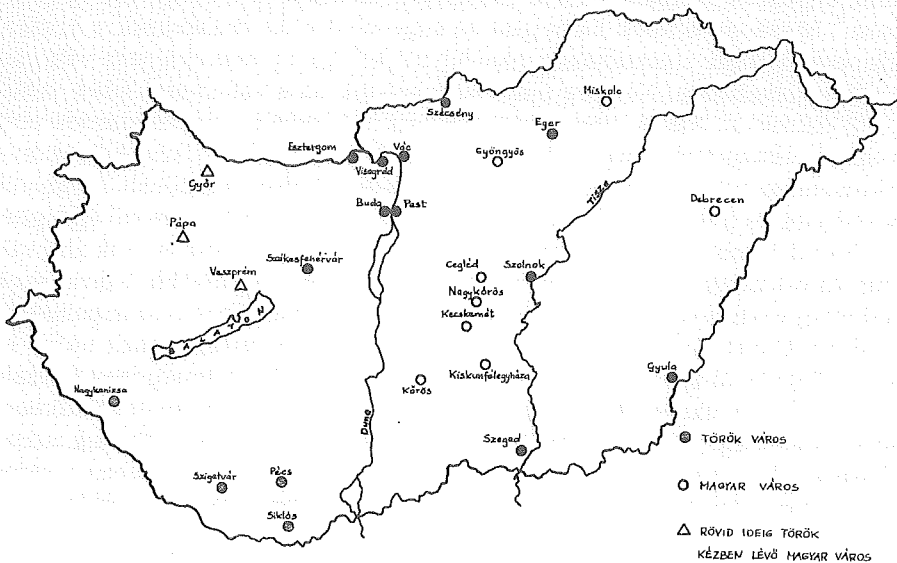 Miskolc
Szécsény
Eger
Esztergom
Vác
Visegrád
Gyöngyös
Győr
Tisza
Debrecen
Buda
Pest
Pápa
Székesfehérvár
Cegléd
Szolnok
Veszprém
Nagykőrös
Kecskemét
BALATON
Kiskunfélegyháza
Gyula
Kőrös
Nagykanizsa
Duna
Szeged
TÖRÖK VÁROS
Szigetvár
Pécs
MAGYAR VÁROS
Siklós
RÖVID IDEIG TÖRÖK
KÉZBEN LÉVŐ MAGYAR VÁROS